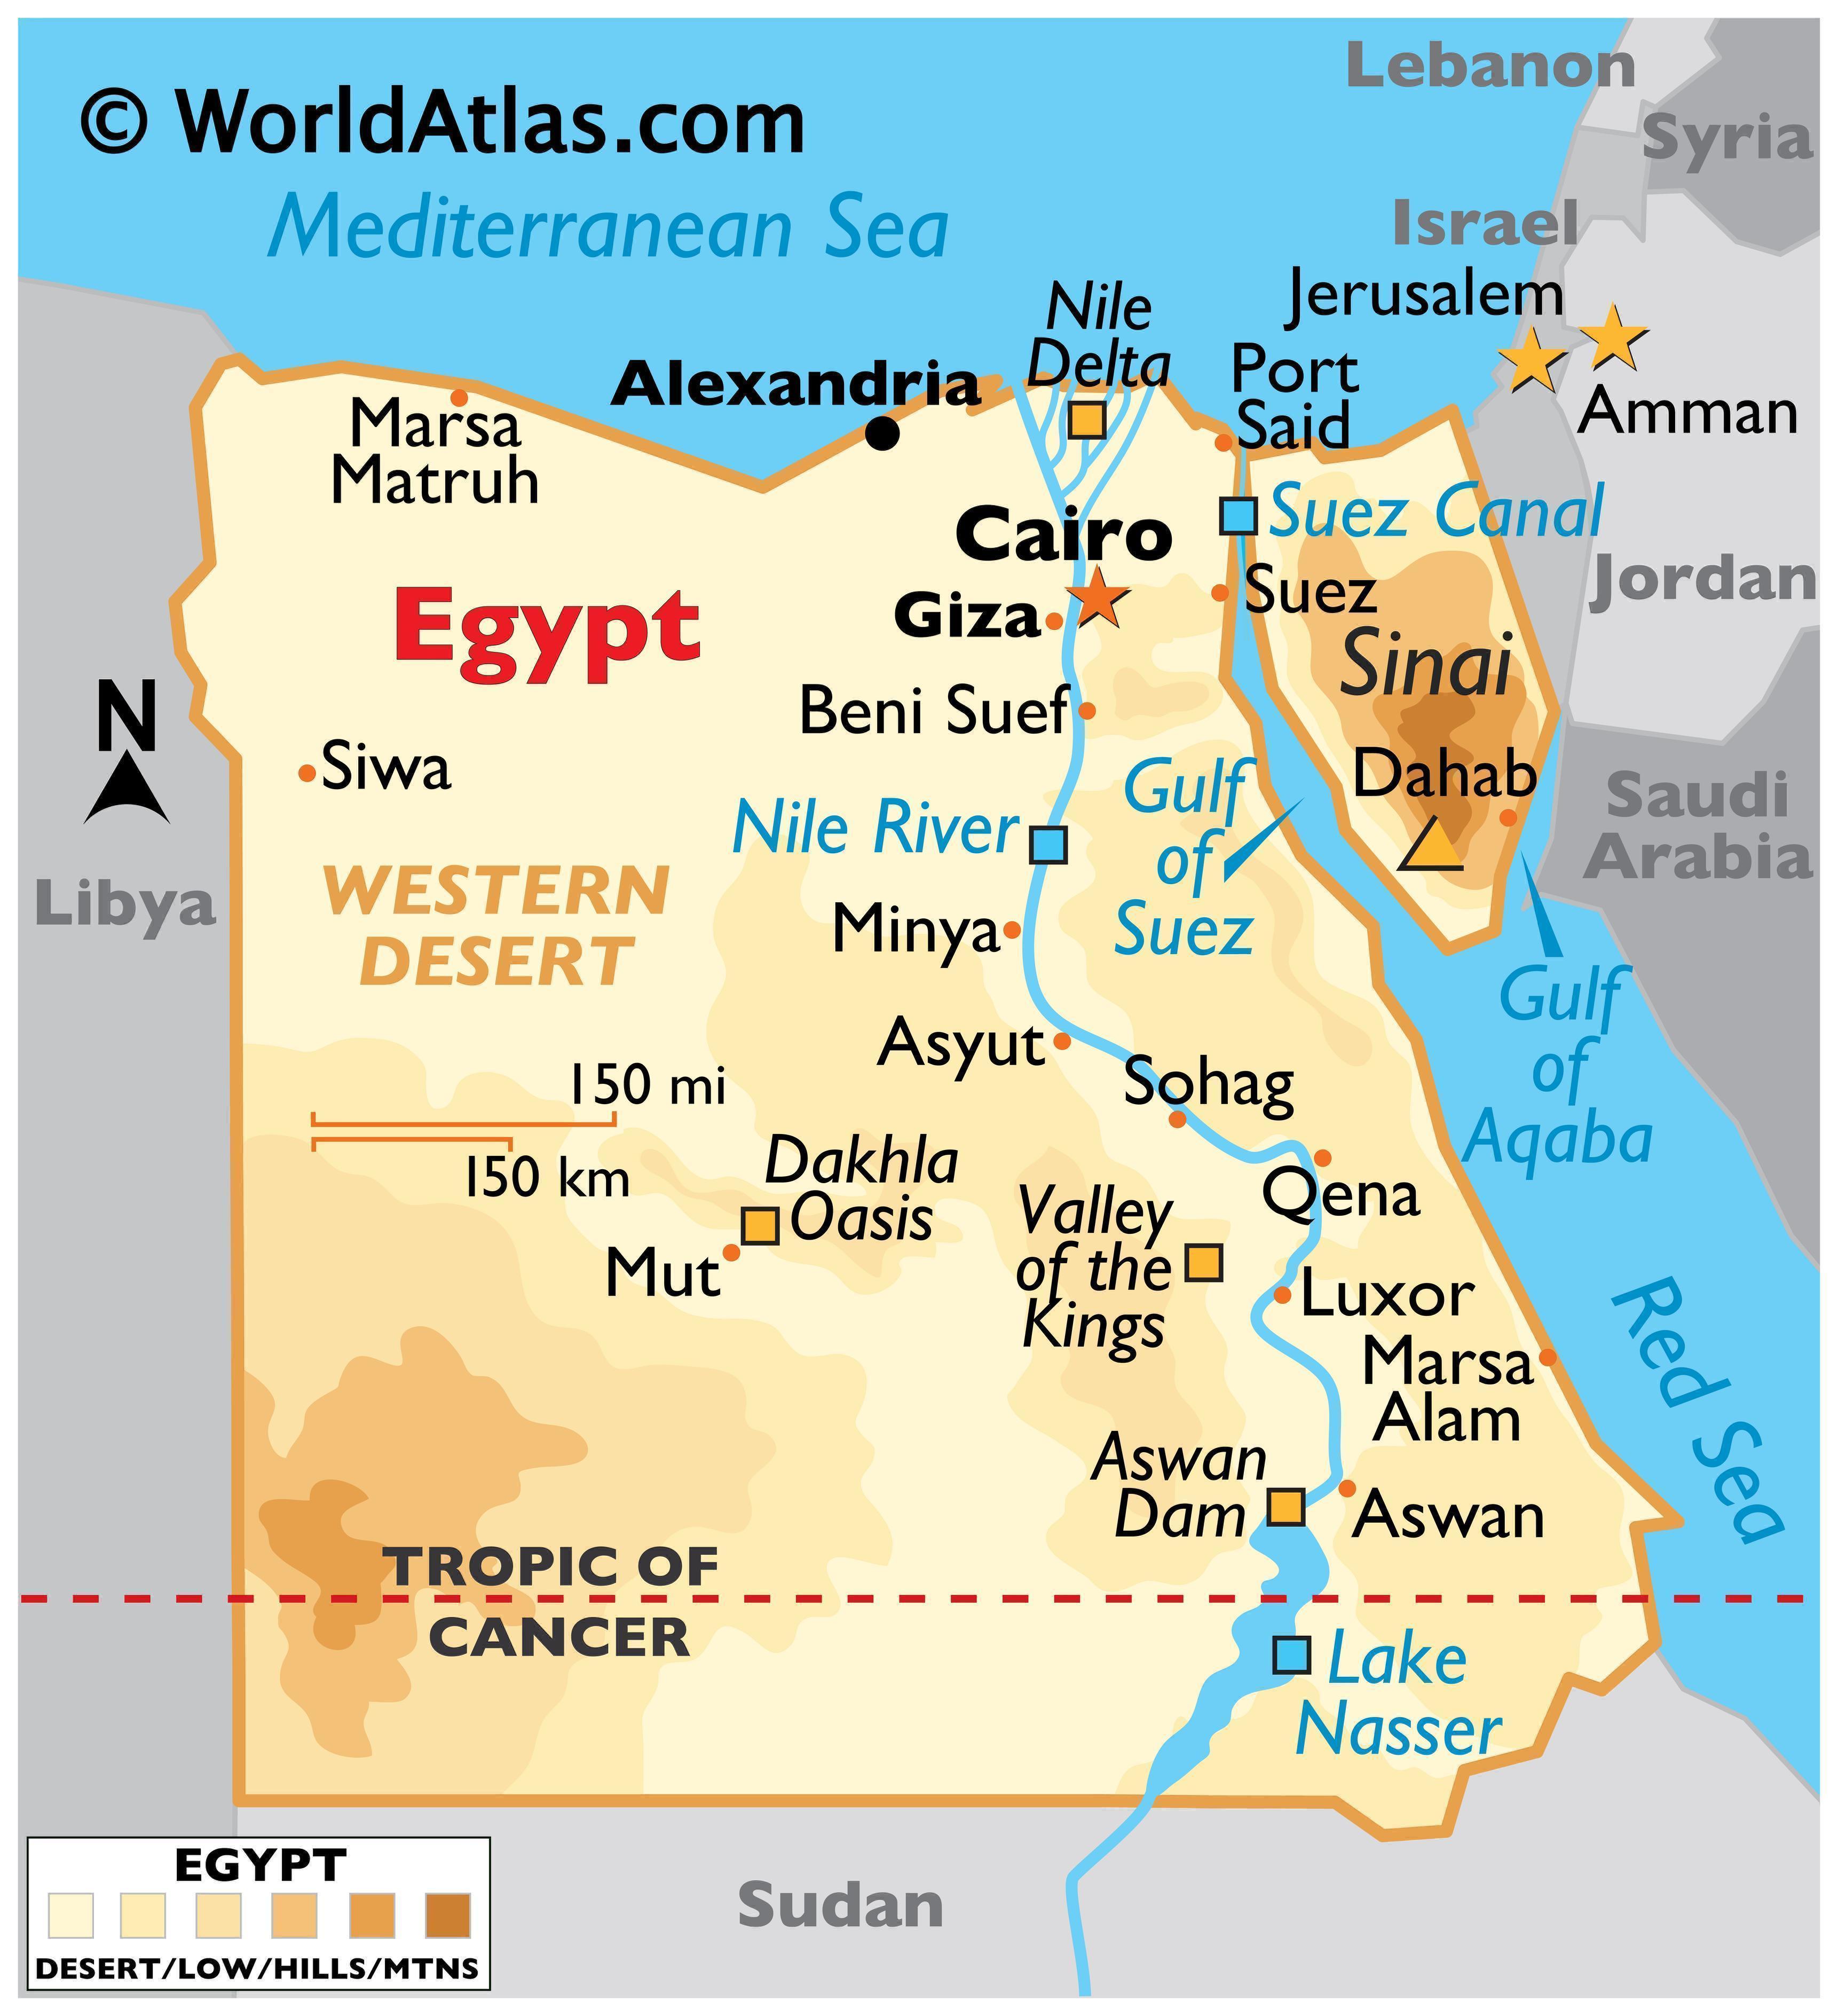 Lebanon
© WorldAtlas.com
Syria
Mediterranean Sea
Israel
Jerusalem
Nile
Delta
Port
Said
Alexandria
Amman
Marsa
Matruh
Suez Canal
Cairo
Jordan
Suez
Egypt
Giza
Sinai
N
Beni Suef
Siwa
Gulf
of
Suez
Dahab
Saudi
Arabia
Nile River
Libya
WESTERN
DESERT
Minya
Gulf
of
Aqaba
Asyut
Sohag
150 mi
150 km
Dakhla
Oasis
Valley
of the
Kings
Qena
Mut
Luxor
Red Sea
Marsa
Alam
Aswan
Dam
Aswan
TROPIC OF
CANCER
Lake
Nasser
EGYPT
DESERT/LOW/HILLS/MTNS
Sudan